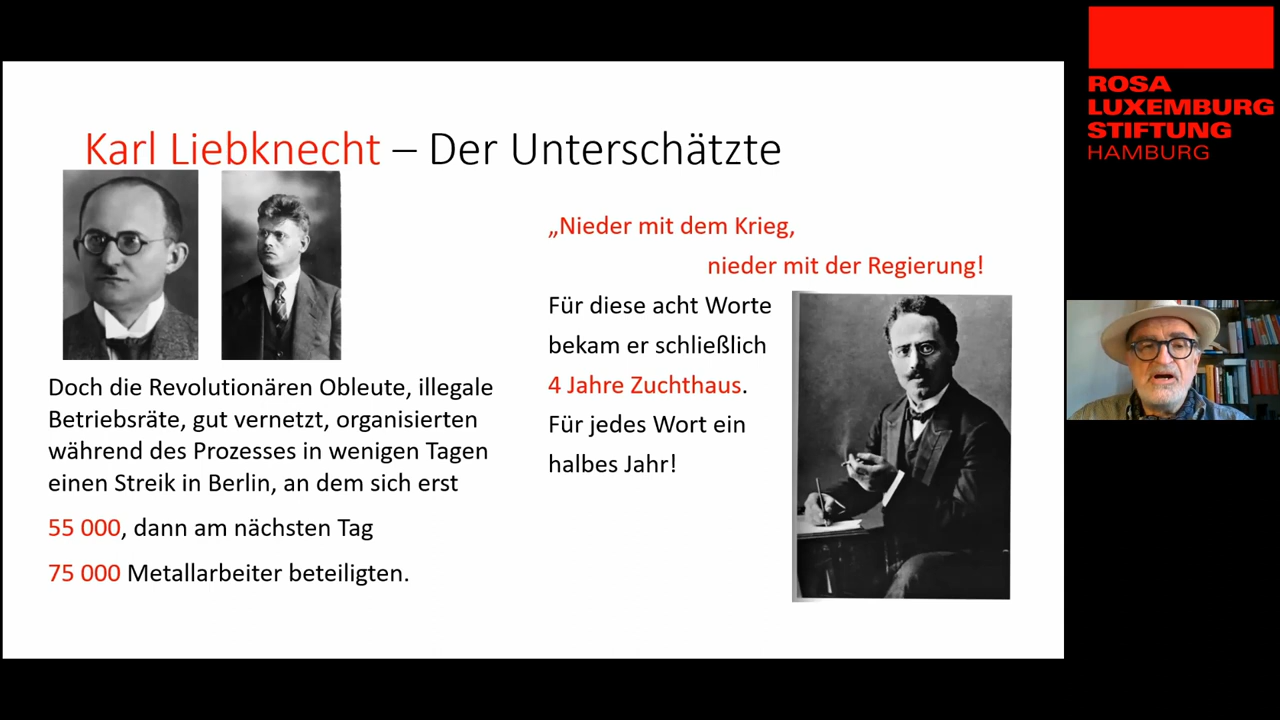 Karl Liebknecht – Der Unterschätzte
Doch die Revolutionären Obleute, illegale
Betriebsräte, gut vernetzt, organisierten
während des Prozesses in wenigen Tagen
einen Streik in Berlin, an dem sich erst
55 000, dann am nächsten Tag
75 000 Metallarbeiter beteiligten.
„Nieder mit dem Krieg,
nieder mit der Regierung!
Für diese acht Worte
bekam er schließlich
4 Jahre Zuchthaus.
Für jedes Wort ein
halbes Jahr!
ROSA
LUXEMBURG
STIFTUNG
HAMBURG